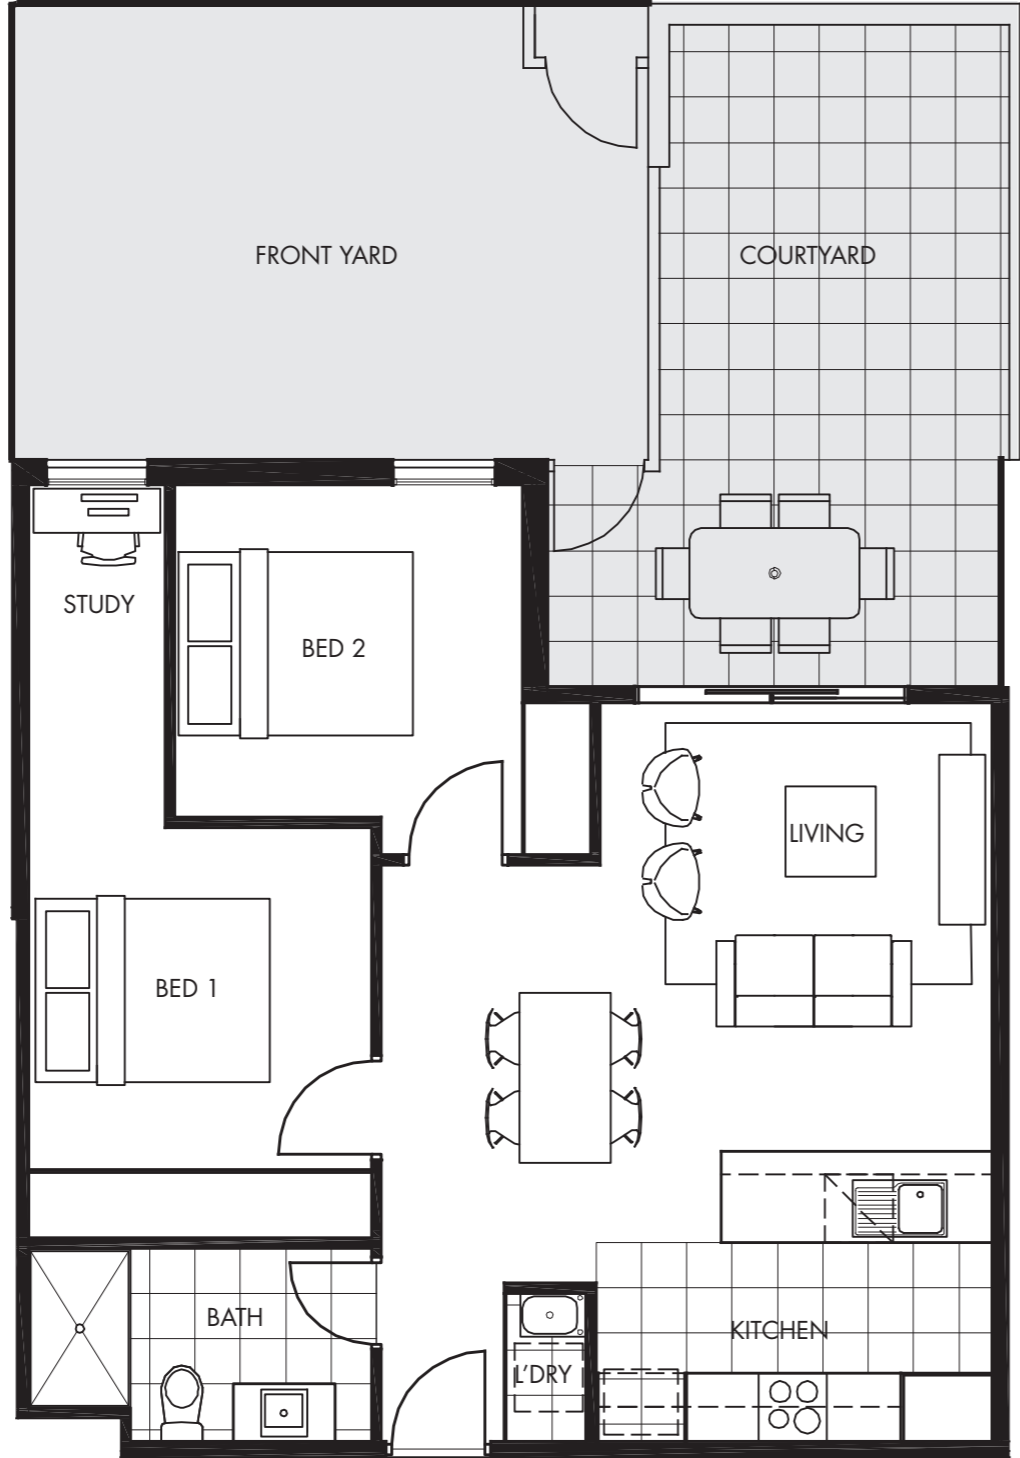 FRONT YARD
COURTYARD
STUDY
BED 2
LIVING
BED 1
BATH
KITCHEN
L'DRY